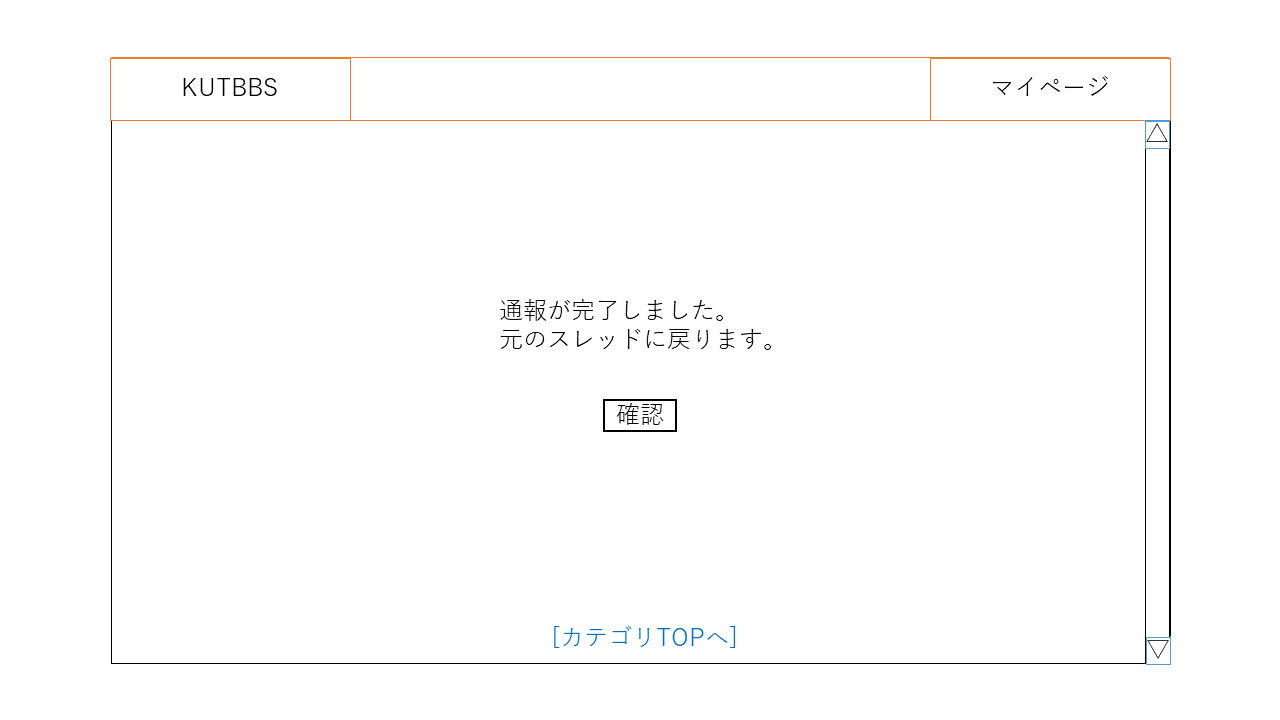 KUTBBS
マイページ
通報が完了しました。
元のスレッドに戻ります。
確認
[カテゴリTOPへ]